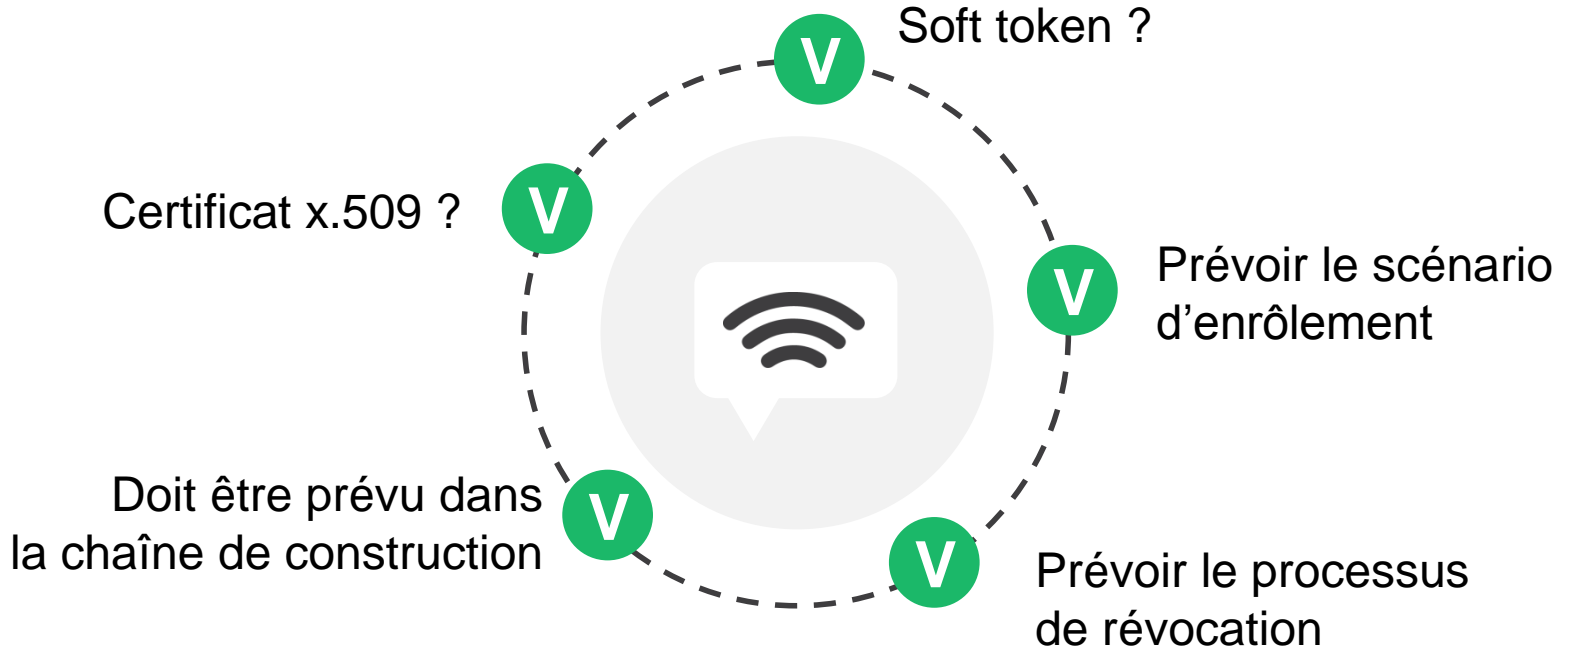 Soft token ?
V
V
Certificat x.509 ?
V
Prévoir le scénario
d’enrôlement
Doit être prévu dans
la chaîne de construction
V
V
Prévoir le processus
de révocation